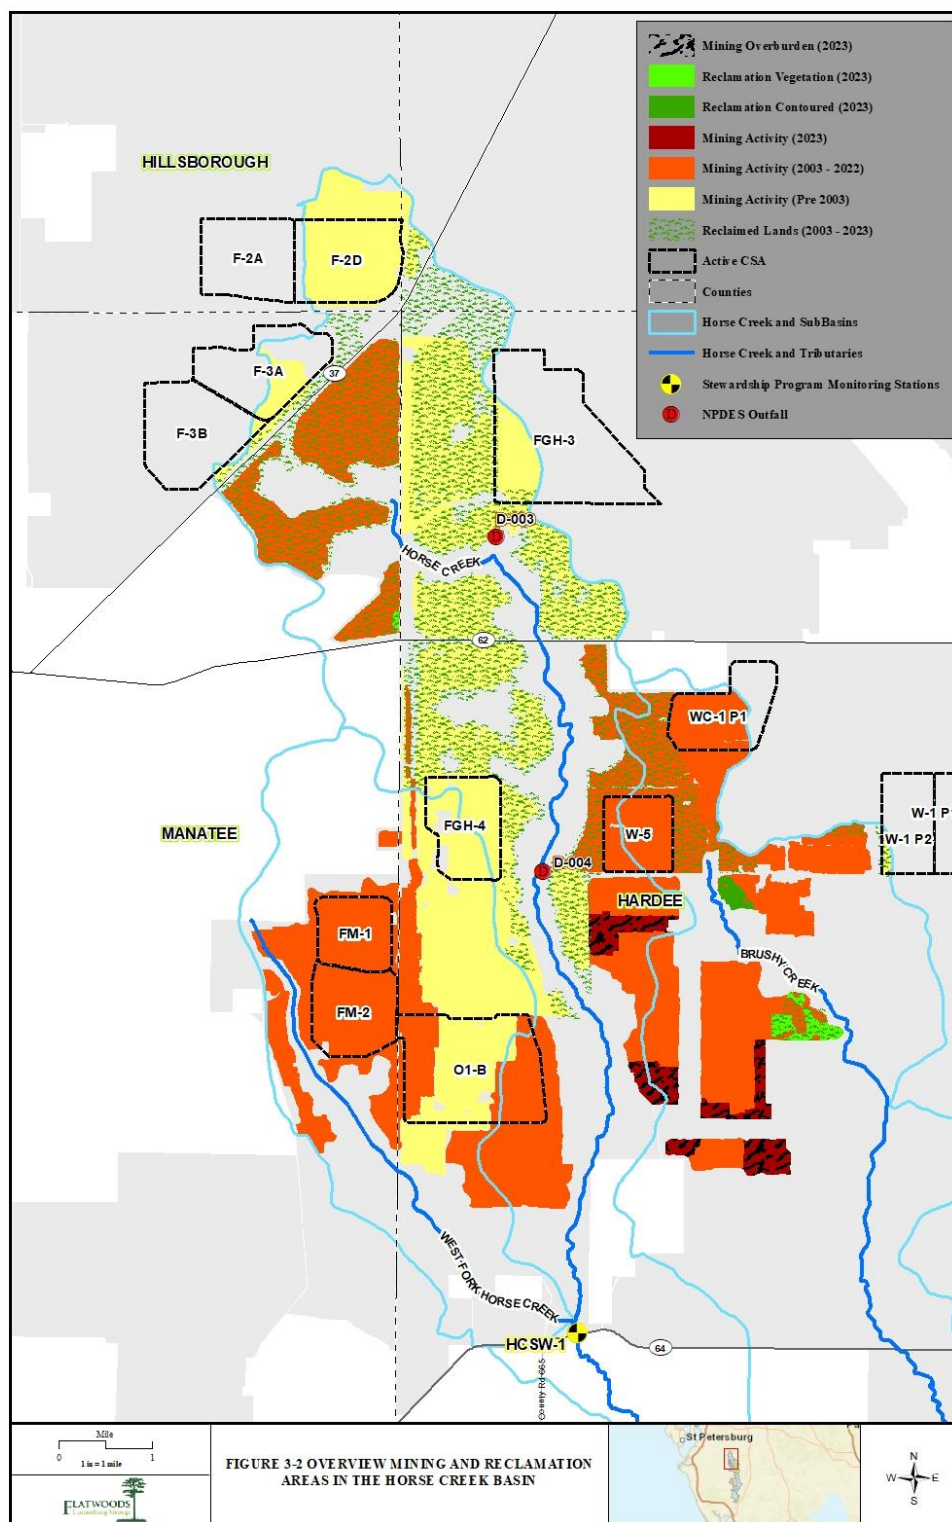 Mining Overburden (2023)
Reclamation Vegetation (2023)
Reclamation Contoured (2023)
Mining Activity (2023)
Mining Activity (2003 - 2022)
Mining Activity (Pre 2003)
Reclaimed Lands (2003 - 2023)
Active CSA
Counties
Horse Creek and SubBasins
Horse Creek and Tributaries
Stewardship Program Monitoring Stations
D NPDES Outfall
HILLSBOROUGH
F-2A
F-2D
F-3A
37
F-3B
FGH-3
D-003
D
HORSE CREEK
62
WC-1 P1
FGH-4
W-5
W-1 P
W-1 P2
MANATEE
D-004
D
HARDEE
FM-1
BRUSHY CREEK
FM-2
O1-B
WEST FORK HORSE CREEK
HCSW-1
64
County Rd 665
Mile
0 1
1 in = 1 mile
FLATWOODS
Consulting Group
FIGURE 3-2 OVERVIEW MINING AND RECLAMATION
AREAS IN THE HORSE CREEK BASIN
St Petersburg
N
W E
S